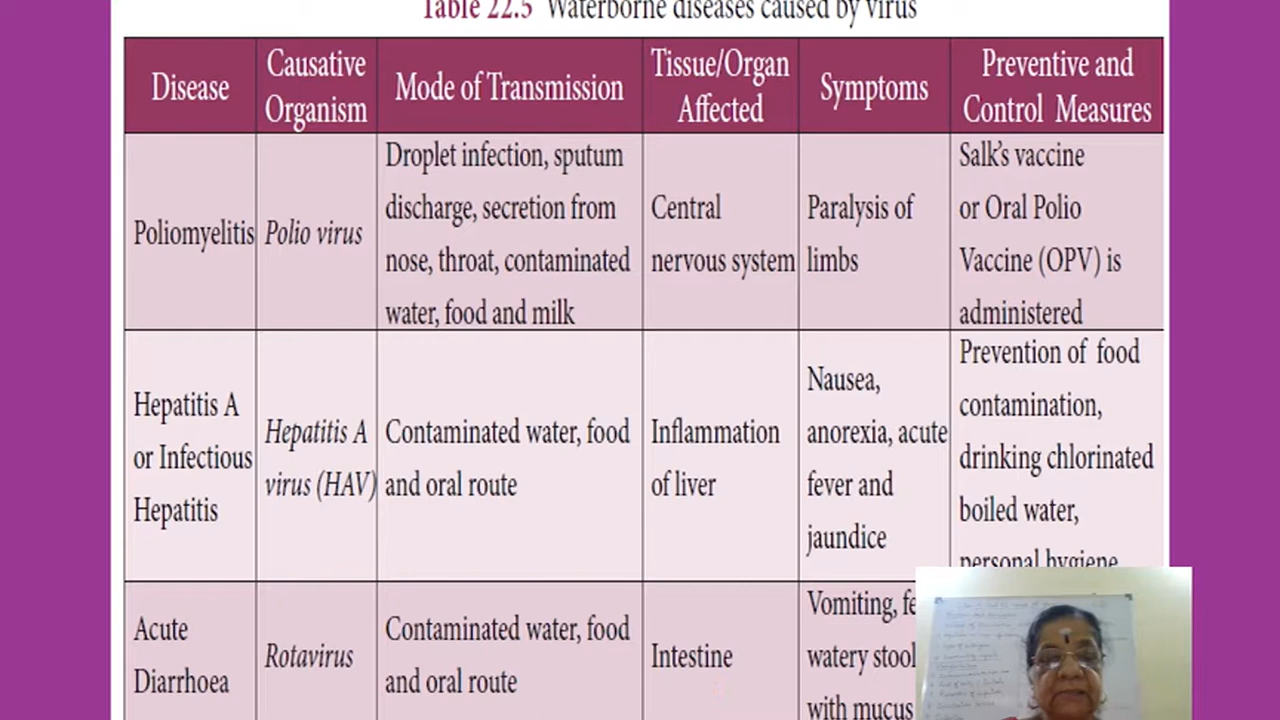 Table 22.5 Waterborne diseases caused by virus
Disease
Causative
Organism
Mode of Transmission
Tissue/Organ
Affected
Symptoms
Preventive and
Control Measures
Poliomyelitis
Polio virus
Droplet infection, sputum
discharge, secretion from
nose, throat, contaminated
water, food and milk
Central
nervous system
Paralysis of
limbs
Salk's vaccine
or Oral Polio
Vaccine (OPV) is
administered
Hepatitis A
or Infectious
Hepatitis
Hepatitis A
virus (HAV)
Contaminated water, food
and oral route
Inflammation
of liver
Nausea,
anorexia, acute
fever and
jaundice
Prevention of food
contamination,
drinking chlorinated
boiled water,
personal hygiene
Acute
Diarrhoea
Rotavirus
Contaminated water, food
and oral route
Intestine
Vomiting,
watery stool
with mucus